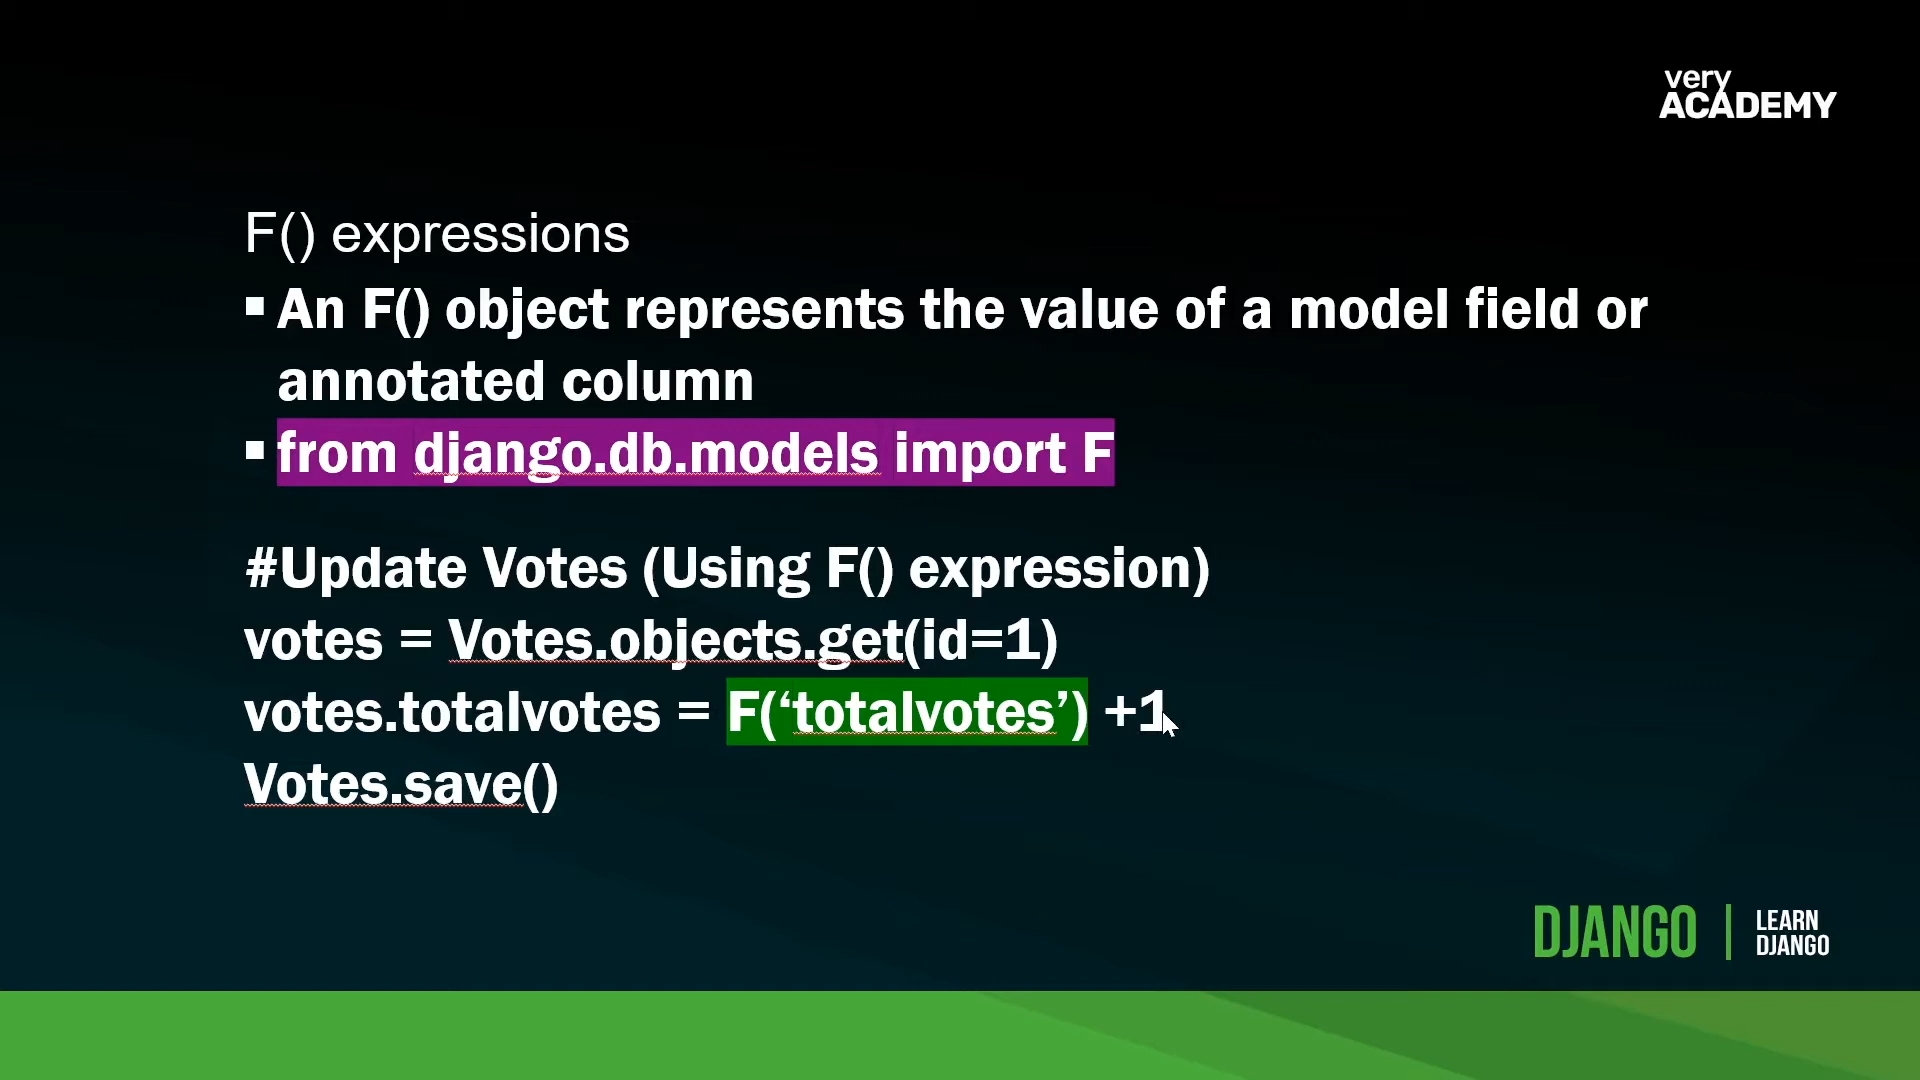 very
ACADEMY
F() expressions
▪ An F() object represents the value of a model field or
annotated column
▪ from django.db.models import F
#Update Votes (Using F() expression)
votes = Votes.objects.get(id=1)
votes.totalvotes = F(‘totalvotes’) +1
Votes.save()
DJANGO | LEARN
DJANGO